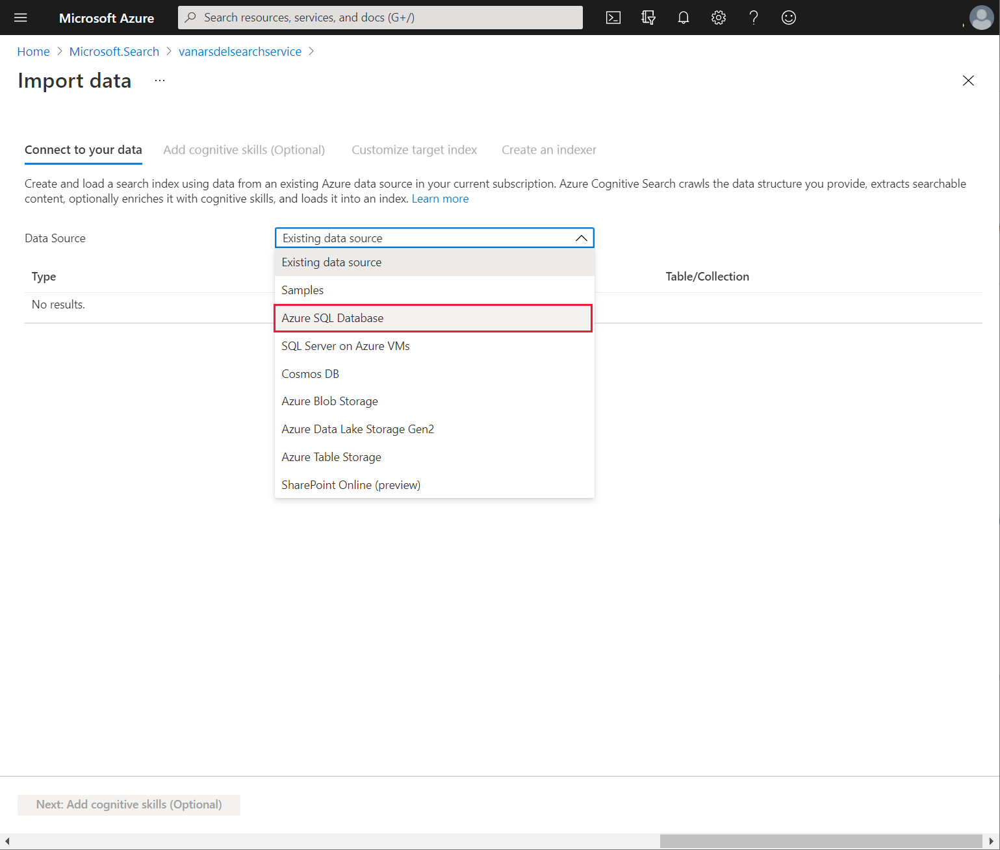 Microsoft Azure
Search resources, services, and docs (G+/)
Home > Microsoft.Search > vanarsdelsearchservice >
Import data ...
Connect to your data Add cognitive skills (Optional) Customize target index Create an indexer
Create and load a search index using data from an existing Azure data source in your current subscription. Azure Cognitive Search crawls the data structure you provide, extracts searchable
content, optionally enriches it with cognitive skills, and loads it into an index. Learn more
Data Source
Existing data source
Type
Table/Collection
No results.
Existing data source
Samples
Azure SQL Database
SQL Server on Azure VMs
Cosmos DB
Azure Blob Storage
Azure Data Lake Storage Gen2
Azure Table Storage
SharePoint Online (preview)
Next: Add cognitive skills (Optional)